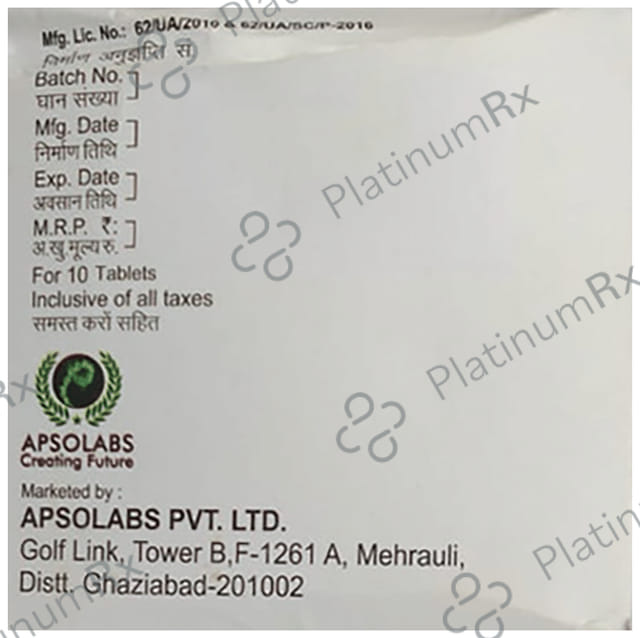 Mfg. Lic. No.: 62/UA/2010 & 62/UA/SC/P-2016
निर्माण अनुज्ञप्ति सं
Batch No.
घान संख्या
Mfg. Date
निर्माण तिथि
Exp. Date
अवसान तिथि
M.R.P. ₹:
अ.खु.मूल्य रु.
For 10 Tablets
Inclusive of all taxes
समस्त करों सहित
APSOLABS
Creating Future
Marketed by :
APSOLABS PVT. LTD.
Golf Link, Tower B,F-1261 A, Mehrauli,
Distt. Ghaziabad-201002
PlatinumRx
PlatinumRx